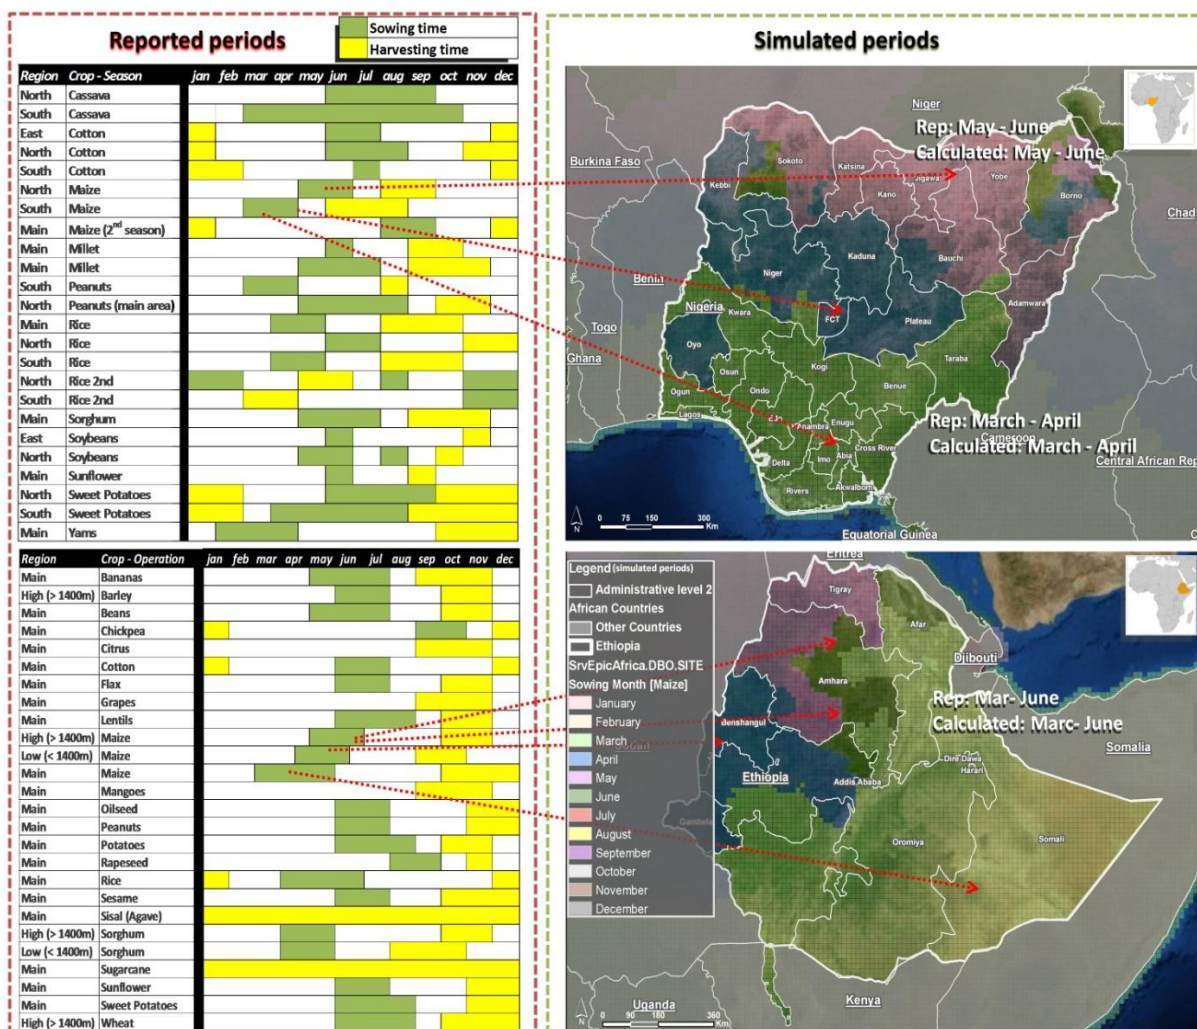 Reported periods
Sowing time
Harvesting time
Region Crop - Season jan feb mar apr may jun jul aug sep oct nov dec
North Cassava
South Cassava
East Cotton
North Cotton
South Cotton
North Maize
South Maize
Main Maize (2nd season)
Main Millet
Main Millet
South Peanuts
North Peanuts (main area)
Main Rice
North Rice
South Rice
North Rice 2nd
South Rice 2nd
Main Sorghum
East Soybeans
North Soybeans
Main Sunflower
North Sweet Potatoes
South Sweet Potatoes
Main Yams
Region Crop - Operation jan feb mar apr may jun jul aug sep oct nov dec
Main Bananas
High (> 1400m) Barley
Main Beans
Main Chickpea
Main Citrus
Main Cotton
Main Flax
Main Grapes
Main Lentils
High (> 1400m) Maize
Low (< 1400m) Maize
Main Maize
Main Mangoes
Main Oilseed
Main Peanuts
Main Potatoes
Main Rapeseed
Main Rice
Main Sesame
Main Sisal (Agave)
High (> 1400m) Sorghum
Low (< 1400m) Sorghum
Main Sugarcane
Main Sunflower
Main Sweet Potatoes
High (> 1400m) Wheat
Simulated periods
Niger
Rep: May - June
Calculated: May - June
Burkina Faso
Sokoto
Katsina
Kebbi
Kano
Jigawa
Yobe
Borno
Chad
Kaduna
Bauchi
Niger
Benin
Adamwara
Nigeria
Kwara
FCT
Plateau
Togo
Oyo
Taraba
Ghana
Osun
Kogi
Ondo
Benue
Ogun
Lagos
Edo
Anambra
Enugu
Rep: March - April
Calculated: March - April
Cameroon
Cross River
Central African Rep
Delta
Imo
Abia
Rivers
Akwaibom
N
0 75 150 300
Km
Equatorial Guinea
Eritrea
Legend (simulated periods)
Administrative level 2
African Countries
Other Countries
Ethiopia
SrvEpicAfrica.DBO.SITE
Sowing Month [Maize]
January
February
March
April
May
June
July
August
September
October
November
December
Tigray
Afar
Djibouti
Amhara
Rep: Mar- June
Calculated: Marc- June
Benshangul
Sudan
Somalia
Dire Dawa
Harari
Ethiopia
Addis Ababa
Gambela
Oromiya
Somali
Uganda
Kenya
N
0 90 180 360
Km